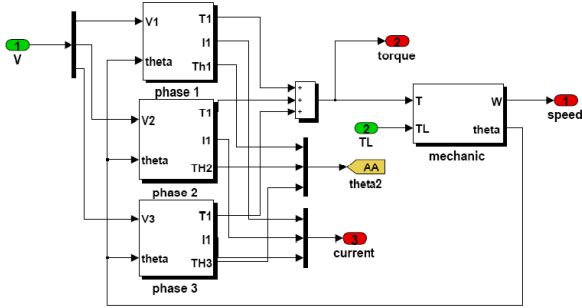 1
V
V1
theta
T1
I1
Th1
phase 1
V2
theta
T1
I1
TH2
phase 2
V3
theta
T1
I1
TH3
phase 3
+
+
+
2
torque
2
TL
AA
theta2
3
current
T
TL
W
theta
mechanic
1
speed